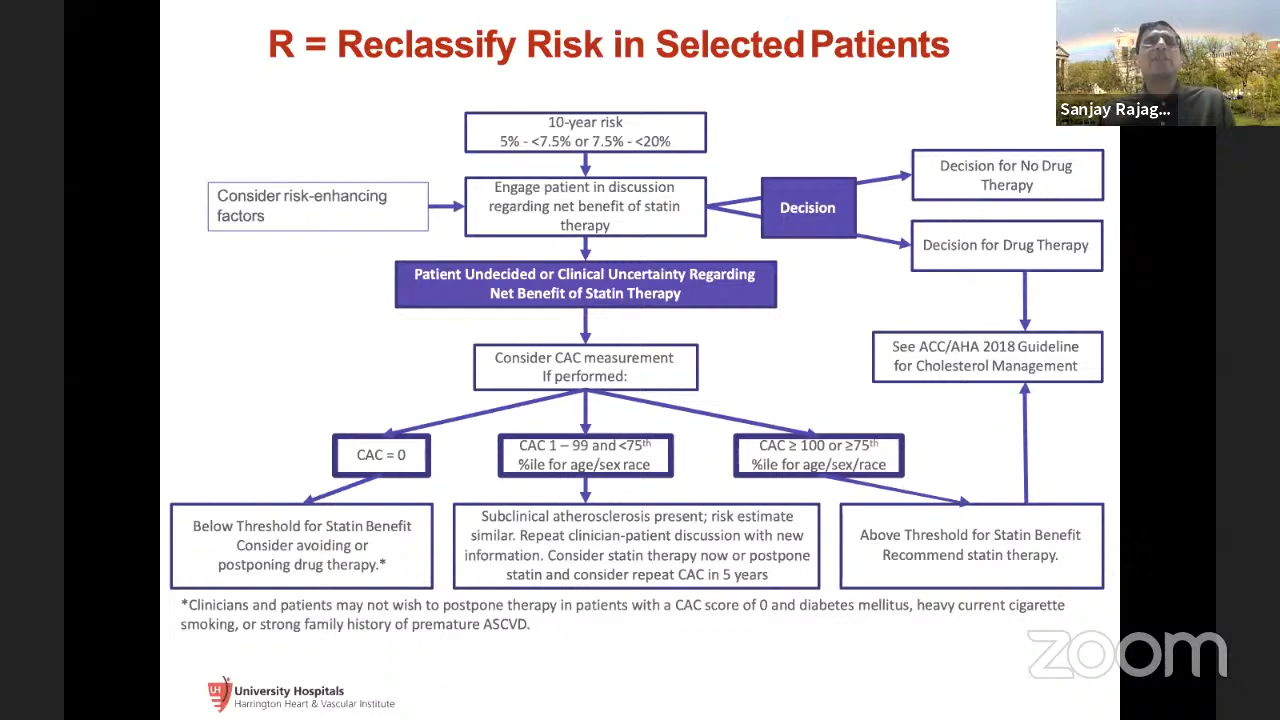 R = Reclassify Risk in Selected Patients
Sanjay Rajag...
10-year risk
5% - <7.5% or 7.5% - <20%
Consider risk-enhancing
factors
Engage patient in discussion
regarding net benefit of statin
therapy
Decision
Decision for No Drug
Therapy
Decision for Drug Therapy
Patient Undecided or Clinical Uncertainty Regarding
Net Benefit of Statin Therapy
See ACC/AHA 2018 Guideline
for Cholesterol Management
Consider CAC measurement
If performed:
CAC = 0
CAC 1 – 99 and <75th
%ile for age/sex race
CAC ≥ 100 or ≥75th
%ile for age/sex/race
Below Threshold for Statin Benefit
Consider avoiding or
postponing drug therapy.*
Subclinical atherosclerosis present; risk estimate
similar. Repeat clinician-patient discussion with new
information. Consider statin therapy now or postpone
statin and consider repeat CAC in 5 years
Above Threshold for Statin Benefit
Recommend statin therapy.
*Clinicians and patients may not wish to postpone therapy in patients with a CAC score of 0 and diabetes mellitus, heavy current cigarette
smoking, or strong family history of premature ASCVD.
zoom
UH
University Hospitals
Harrington Heart & Vascular Institute